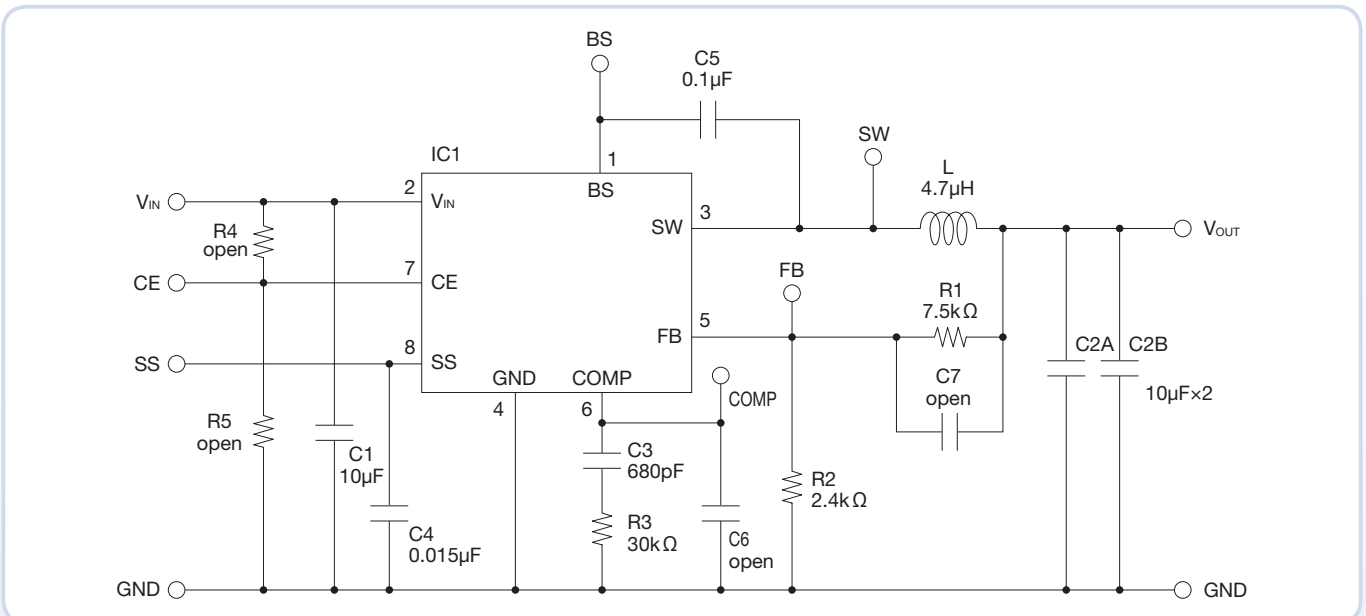 BS
C5
0.1µF
SW
IC1
1
L
4.7µH
VIN
2
VIN
BS
SW
3
VOUT
R4
open
CE
7
CE
FB
R1
7.5kΩ
FB
5
C2A
C2B
10µF×2
SS
8
SS
C7
open
GND
COMP
4
6
COMP
R5
open
C1
10µF
C3
680pF
R2
2.4kΩ
C4
0.015µF
R3
30kΩ
C6
open
GND
GND